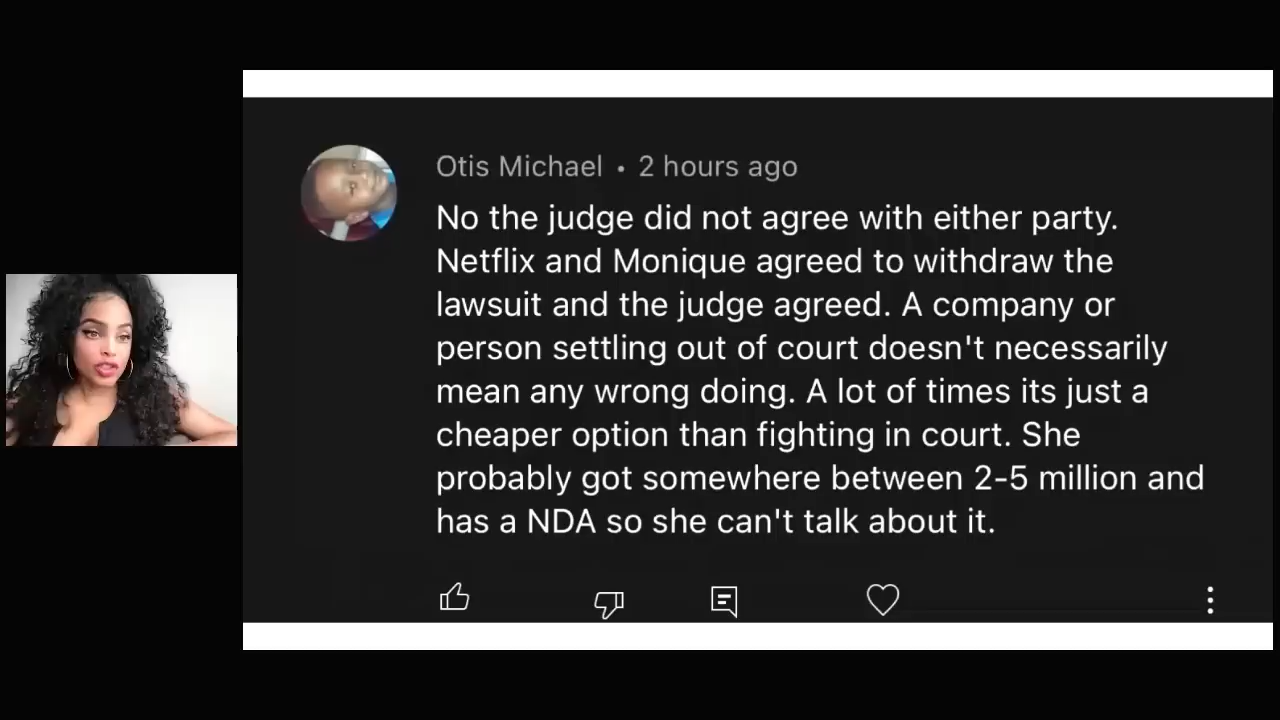 Otis Michael • 2 hours ago
No the judge did not agree with either party.
Netflix and Monique agreed to withdraw the
lawsuit and the judge agreed. A company or
person settling out of court doesn't necessarily
mean any wrong doing. A lot of times its just a
cheaper option than fighting in court. She
probably got somewhere between 2-5 million and
has a NDA so she can't talk about it.